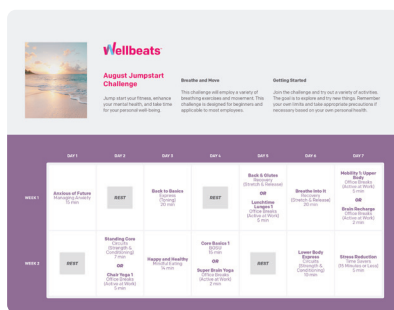 Wellbeats
August Jumpstart
Challenge
Jump start your fitness, enhance
your mental health, and take time
for your personal well-being.
Breathe and Move
This challenge will employ a variety of
breathing exercises and movement. This
challenge is designed for beginners and
applicable to most employees.
Getting Started
Join the challenge and try out a variety of activities.
The goal is to explore and try new things. Remember
your own limits and take appropriate precautions if
necessary based on your own personal health.
DAY 1
DAY 2
DAY 3
DAY 4
DAY 5
DAY 6
DAY 7
WEEK 1
Anxious of Future
Managing Anxiety
15 min
REST
Back to Basics
Express
(Toning)
20 min
REST
Back & Glutes
Recovery
(Stretch & Release)
OR
Lunchtime
Lunges 1
Office Breaks
(Active at Work)
5 min
Breathe Into It
Recovery
(Stretch & Release)
20 min
Mobility 1: Upper
Body
Office Breaks
(Active at Work)
5 min
OR
Brain Recharge
Office Breaks
(Active at Work)
3 min
WEEK 2
REST
Standing Core
Circuits
(Strength &
Conditioning)
7 min
OR
Chair Yoga 1
Office Breaks
(Active at Work)
5 min
Happy and Healthy
Mindful Eating
14 min
Core Basics 1
15 min
OR
Super Brain Yoga
Office Breaks
(Active at Work)
2 min
REST
Lower Body
Express
Circuits
(Strength &
Conditioning)
10 min
Stress Reduction
Time Savers
(15 Minutes or Less)
5 min